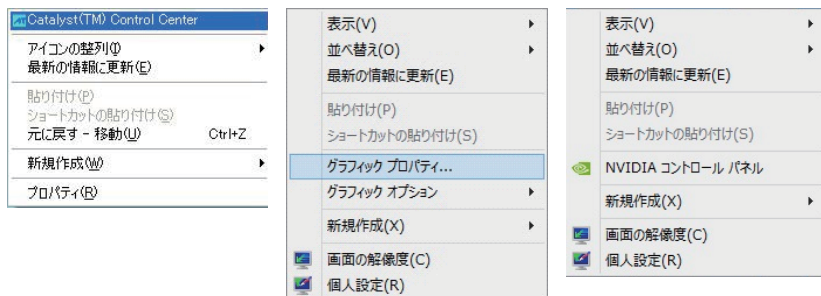 Catalyst(TM) Control Center
アイコンの整列(I)
最新の情報に更新(E)
貼り付け(P)
ショートカットの貼り付け(S)
元に戻す - 移動(U) Ctrl+Z
新規作成(W)
プロパティ(R)
表示(V)
並べ替え(O)
最新の情報に更新(E)
貼り付け(P)
ショートカットの貼り付け(S)
グラフィック プロパティ...
グラフィック オプション
新規作成(X)
画面の解像度(C)
個人設定(R)
表示(V)
並べ替え(O)
最新の情報に更新(E)
貼り付け(P)
ショートカットの貼り付け(S)
NVIDIA コントロール パネル
新規作成(X)
画面の解像度(C)
個人設定(R)